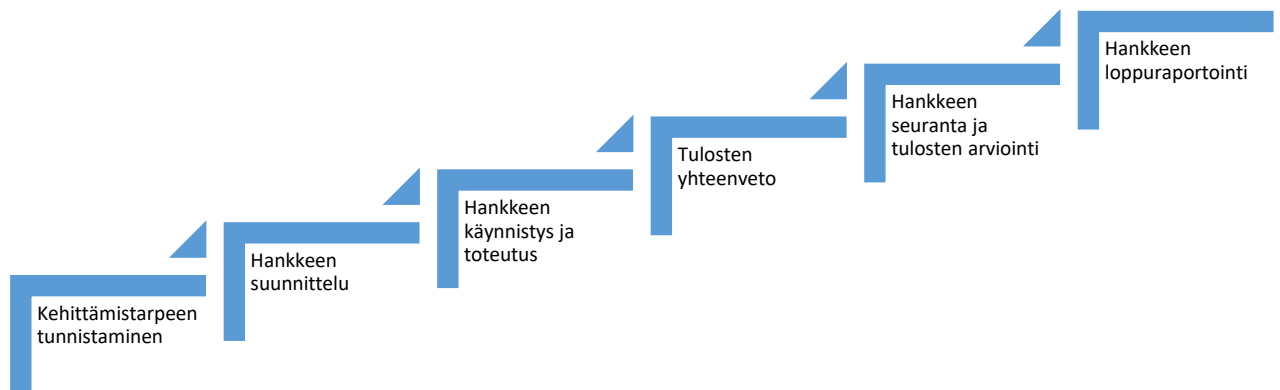 Kehittämistarpeen
tunnistaminen
Hankkeen
suunnittelu
Hankkeen
käynnistys ja
toteutus
Tulosten
yhteenveto
Hankkeen
seuranta ja
tulosten arviointi
Hankkeen
loppuraportointi